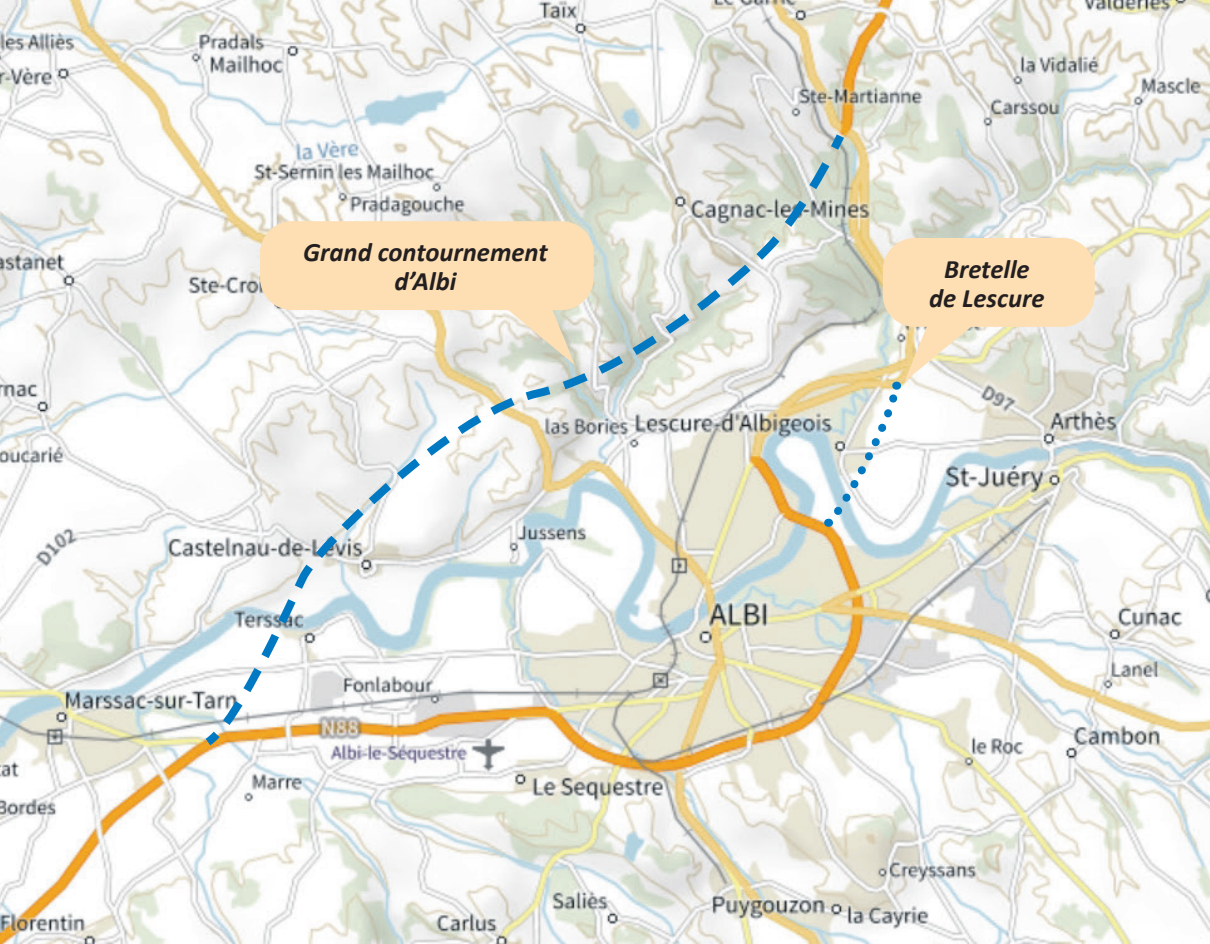 Taïx
Valderies
les Alliès
Pradals
Mailhoc
r-Vère
la Vidalié
Mascle
Ste-Martianne
Carssou
la Vère
St-Sernin les Mailhoc
Pradagouche
Cagnac-les-Mines
Grand contournement
d'Albi
astanet
Ste-Croi
Bretelle
de Lescure
rnac
D97
las Bories
Lescure-d'Albigeois
Arthès
oucarié
St-Juéry
D102
Jussens
Castelnau-de-Lévis
Terssac
ALBI
Cunac
Lanel
Fonlabour
Marssac-sur-Tarn
N88
Albi-le-Séquestre
le Roc
Cambon
tat
Marre
Le Sequestre
Bordes
Creyssans
Saliès
Puygouzon
la Cayrie
Florentin
Carlus